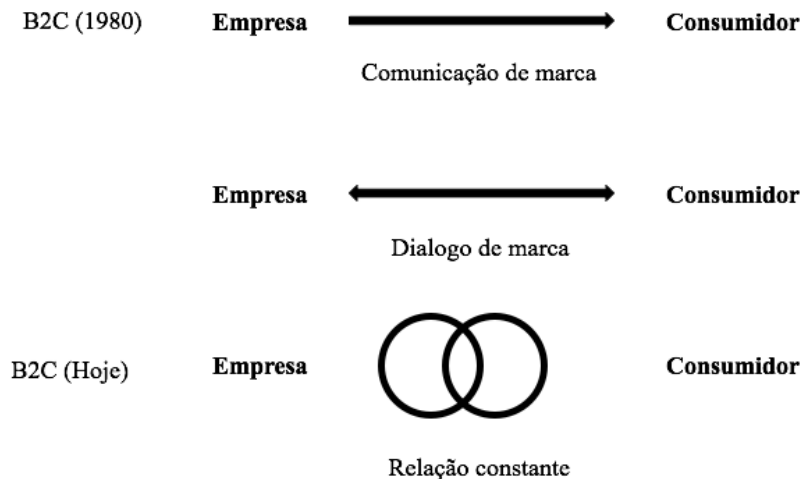 B2C (1980) Empresa Consumidor
Comunicação de marca
Empresa Consumidor
Dialogo de marca
B2C (Hoje) Empresa Consumidor
Relação constante